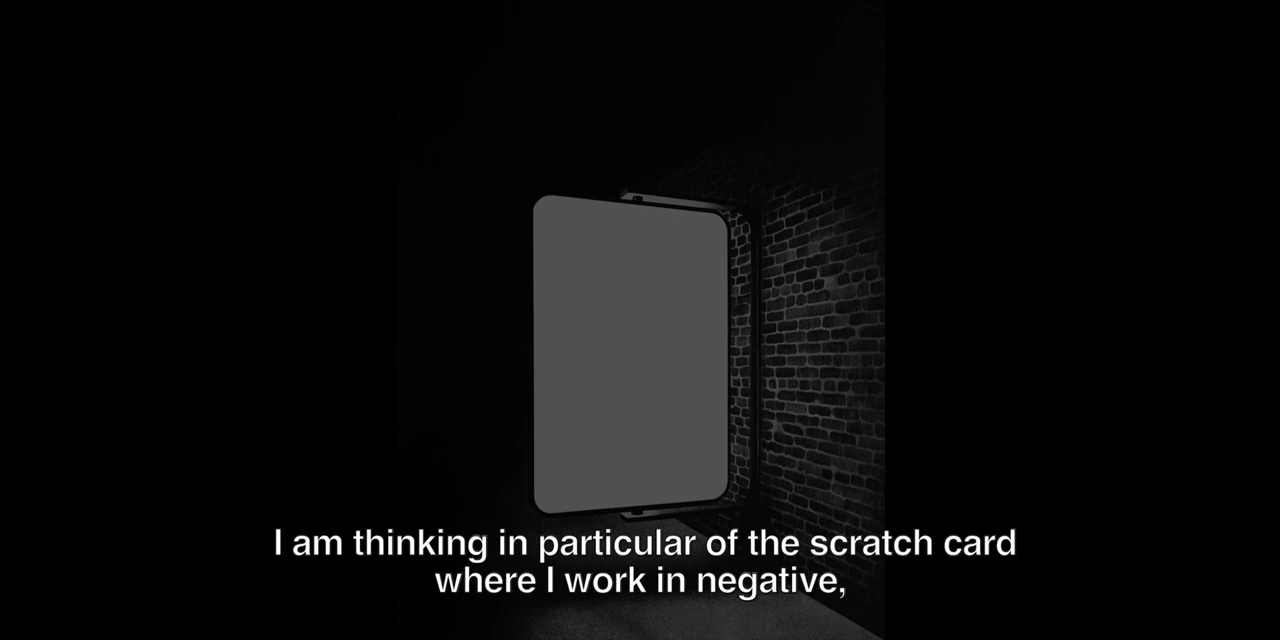 I am thinking in particular of the scratch card
where I work in negative,